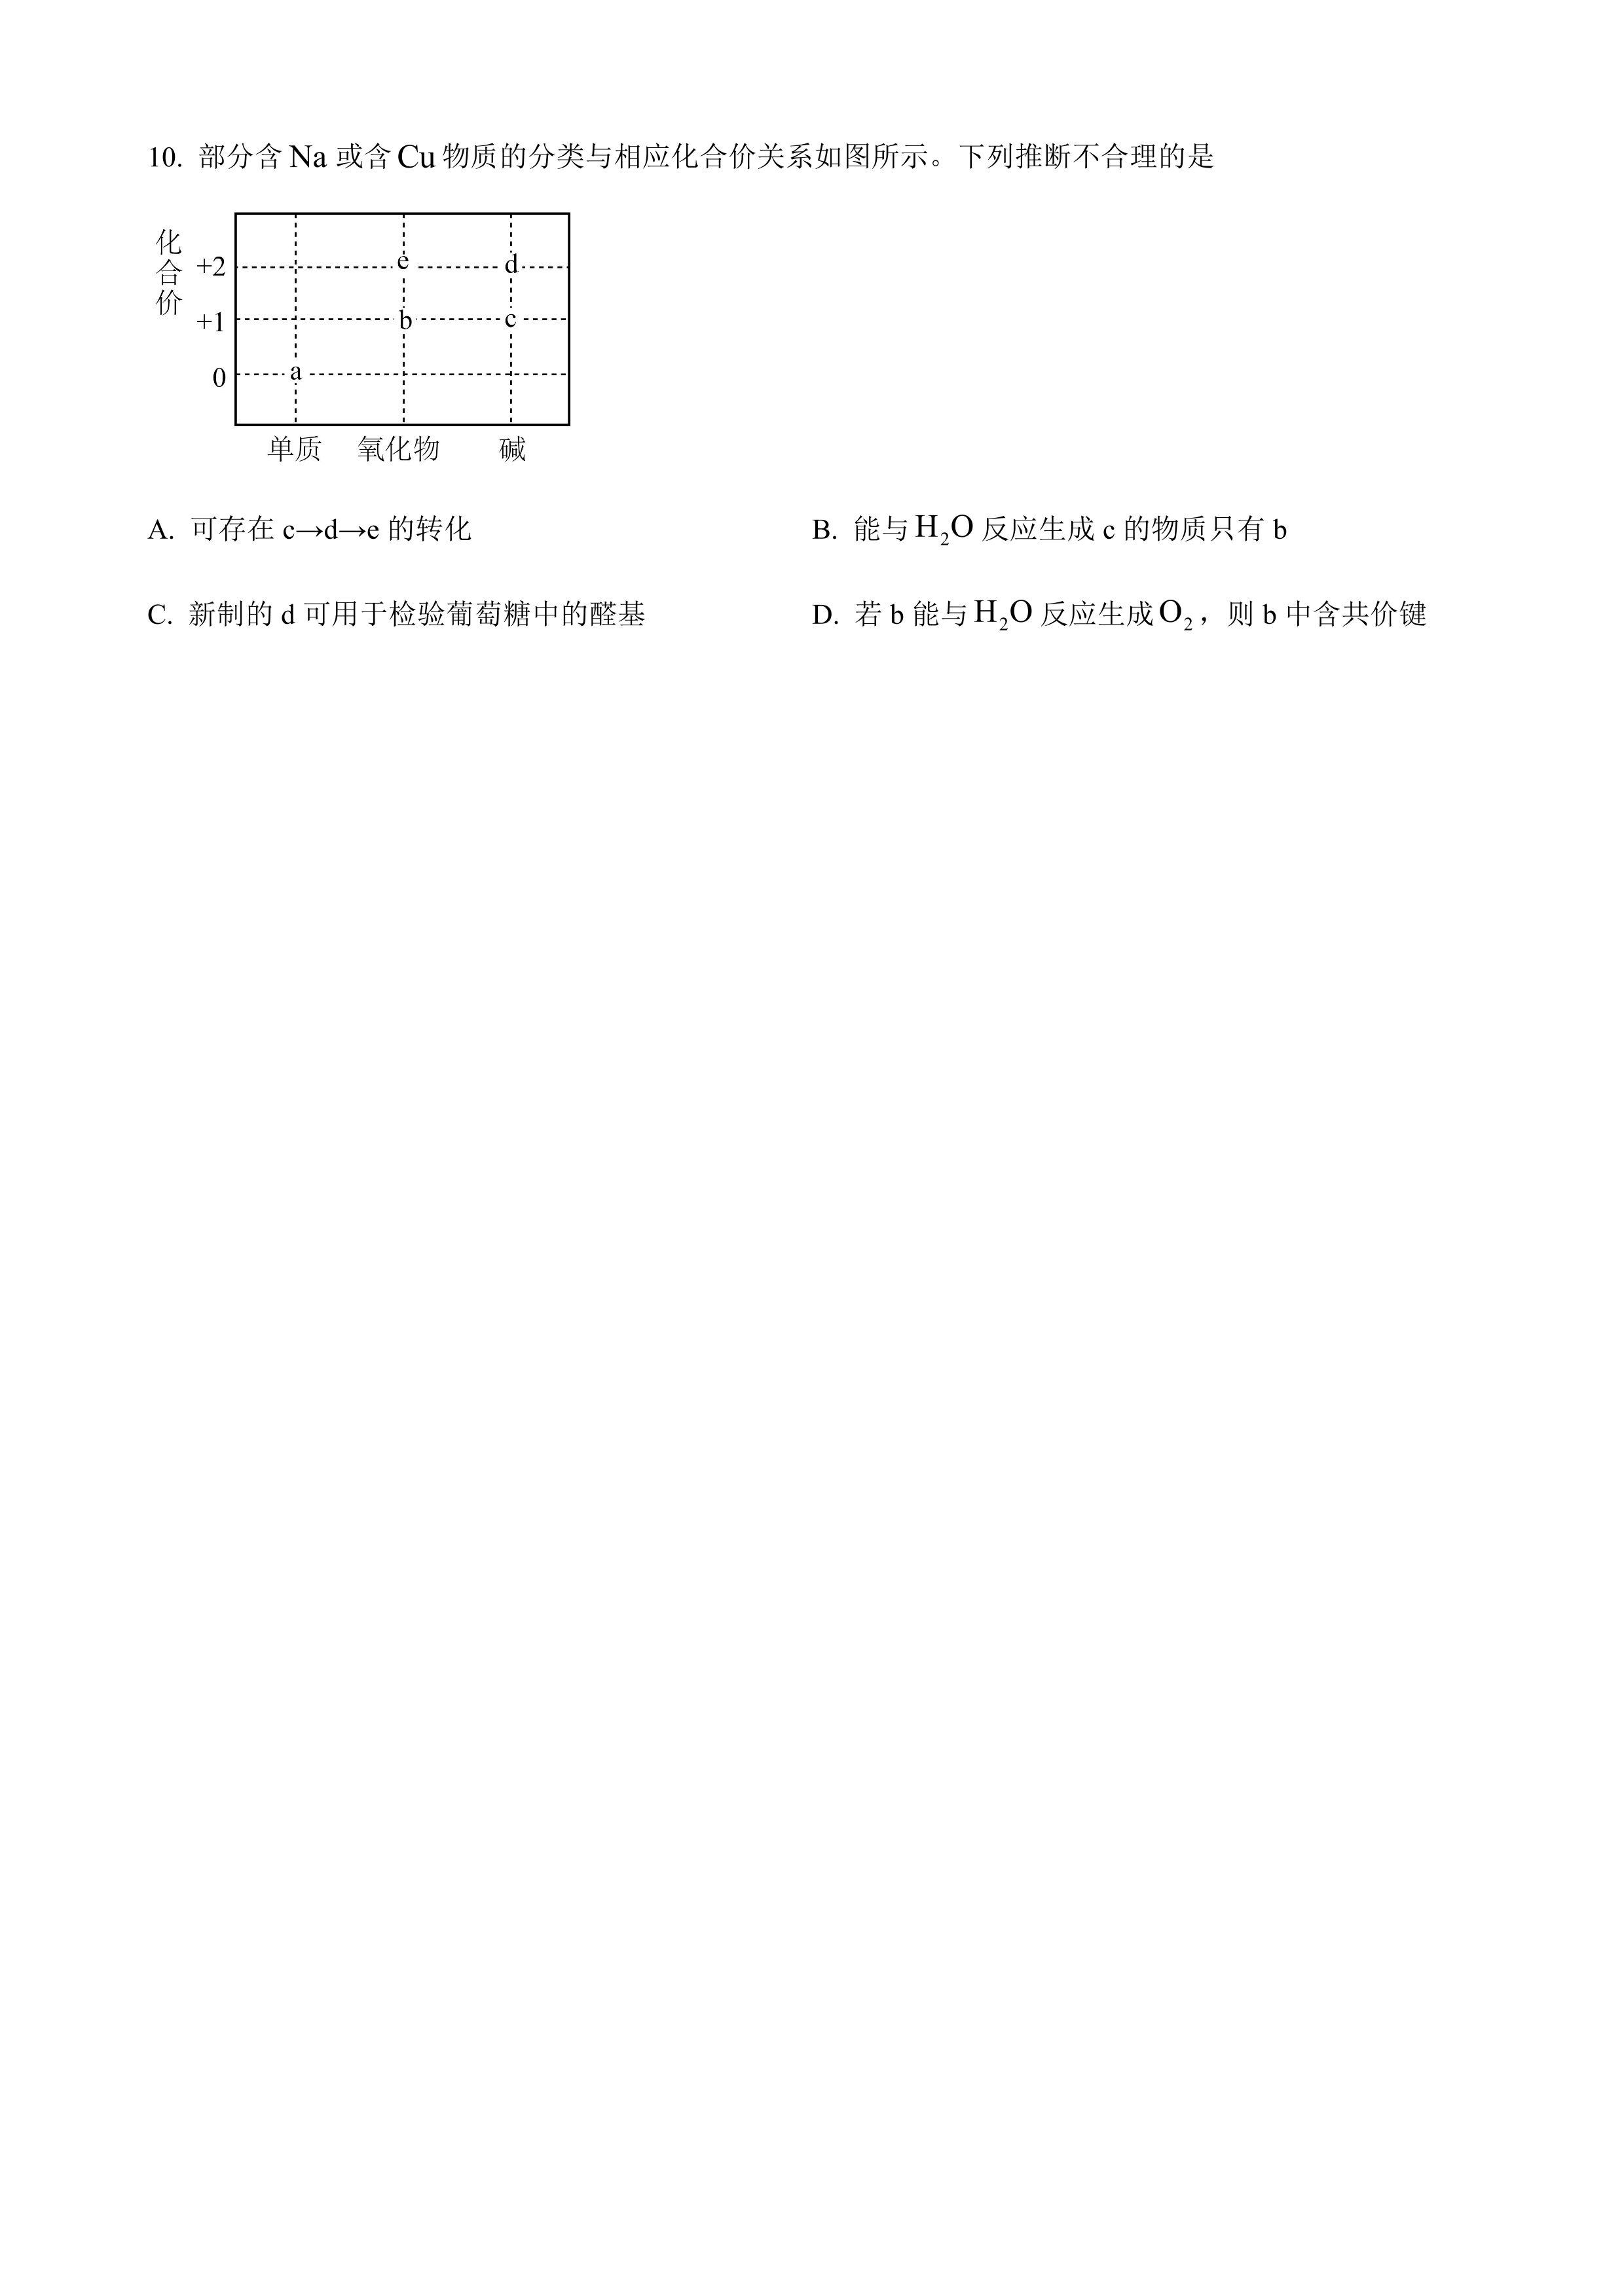 10. 部分含 Na 或含 Cu 物质的分类与相应化合价关系如图所示。下列推断不合理的是
化合价
+2
e
d
+1
b
c
0
a
单质 氧化物 碱
A. 可存在 c→d→e 的转化
B. 能与 H₂O 反应生成 c 的物质只有 b
C. 新制的 d 可用于检验葡萄糖中的醛基
D. 若 b 能与 H₂O 反应生成 O₂，则 b 中含共价键